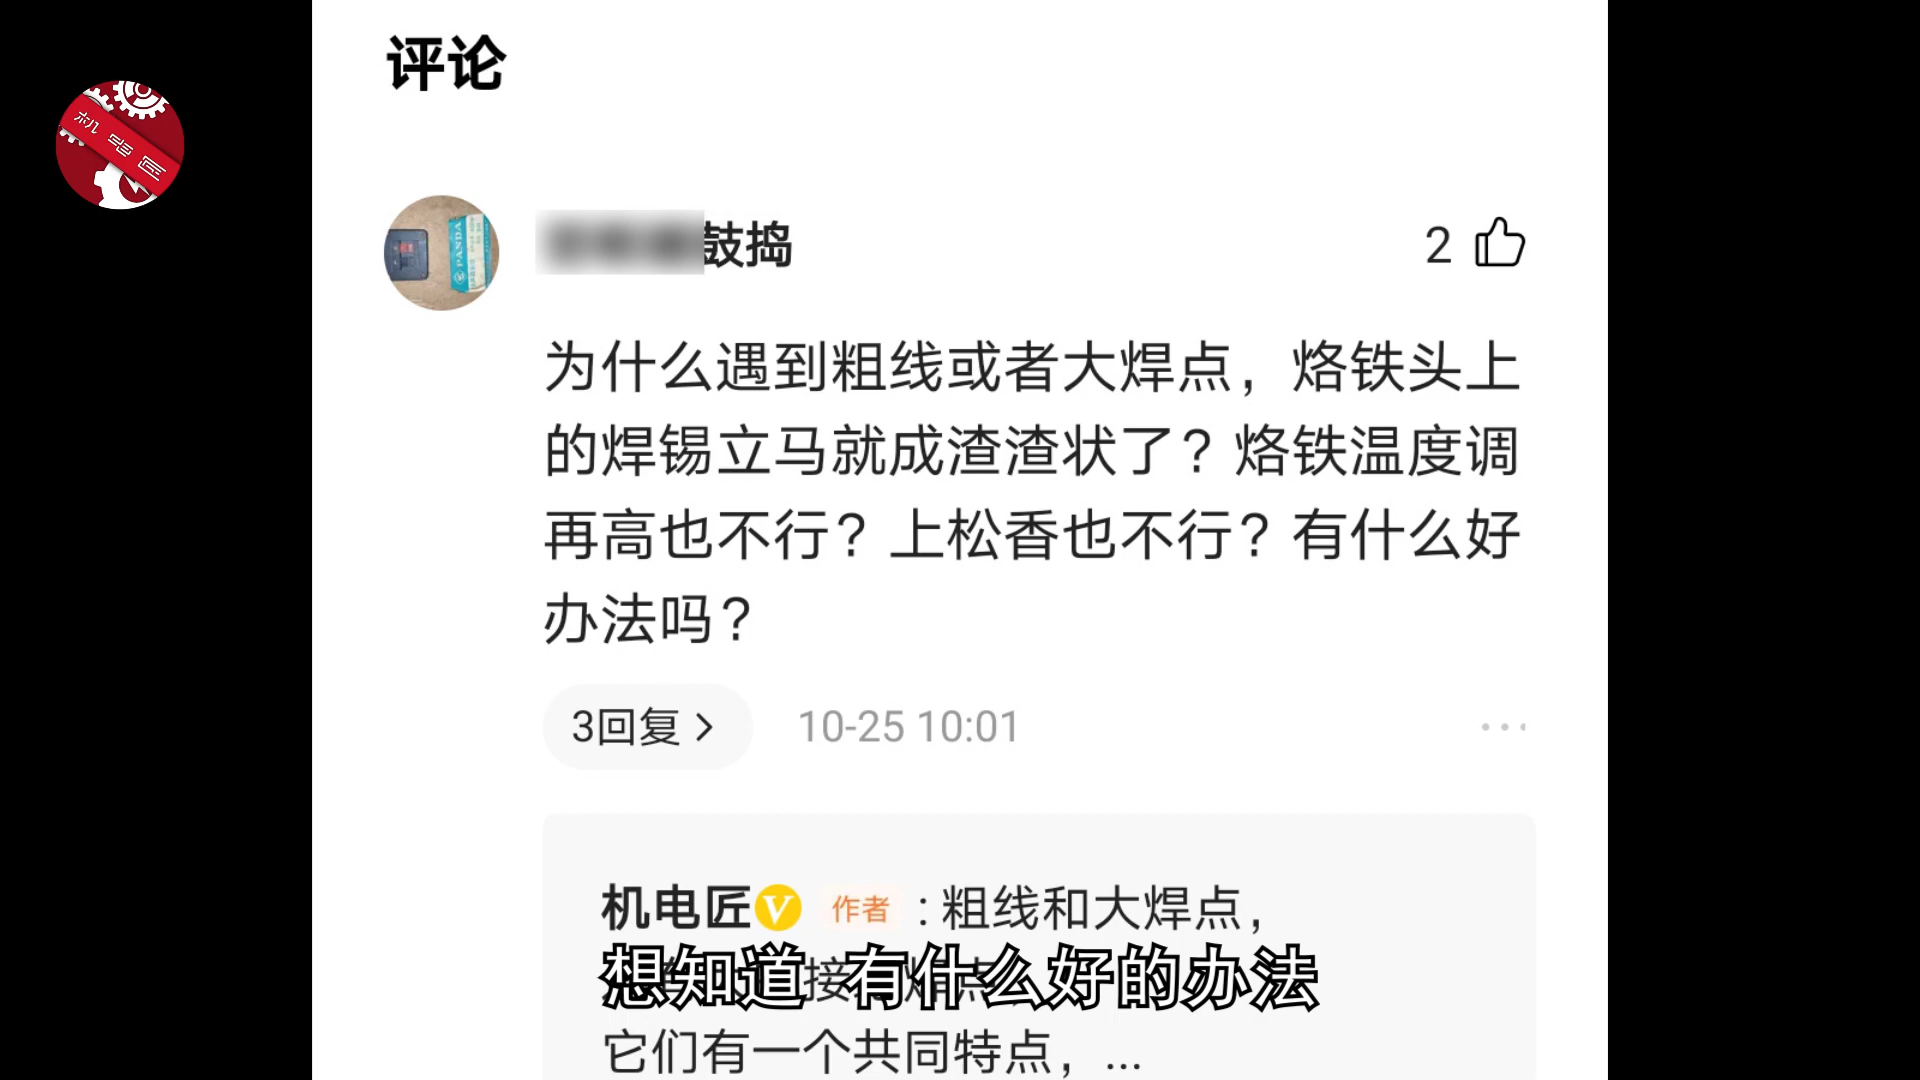 评论
机电匠
PANDA
鼓捣
2
为什么遇到粗线或者大焊点，烙铁头上
的焊锡立马就成渣渣状了？烙铁温度调
再高也不行？上松香也不行？有什么好
办法吗？
3回复
10-25 10:01
机电匠 作者：粗线和大焊点，
想知道 有什么好的办法
它们有一个共同特点，...